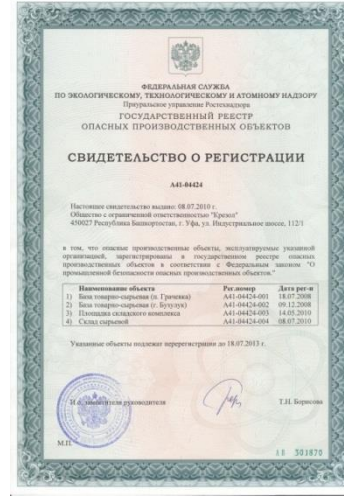 ФЕДЕРАЛЬНАЯ СЛУЖБА
ПО ЭКОЛОГИЧЕСКОМУ, ТЕХНОЛОГИЧЕСКОМУ И АТОМНОМУ НАДЗОРУ
Приуральское управление Ростехнадзора
ГОСУДАРСТВЕННЫЙ РЕЕСТР
ОПАСНЫХ ПРОИЗВОДСТВЕННЫХ ОБЪЕКТОВ
СВИДЕТЕЛЬСТВО О РЕГИСТРАЦИИ
А41-04424
Настоящее свидетельство выдано: 08.07.2010 г.
Общество с ограниченной ответственностью "Крезол"
450027 Республика Башкортостан, г. Уфа, ул. Индустриальное шоссе, 112/1
в том, что опасные производственные объекты, эксплуатируемые указанной
организацией, зарегистрированы в государственном реестре опасных
производственных объектов в соответствии с Федеральным законом "О
промышленной безопасности опасных производственных объектов."
Наименование объекта Рег.номер Дата рег-и
1) База товарно-сырьевая (д. Грачевка) А41-04424-001 18.07.2008
2) База товарно-сырьевая (г. Бузулук) А41-04424-002 09.12.2008
3) Площадка складского комплекса А41-04424-003 14.05.2010
4) Склад сырьевой А41-04424-004 08.07.2010
Указанные объекты подлежат перерегистрации до 18.07.2013 г.
И.о. заместителя руководителя Т.Н. Борисова
М.П.
АВ 301870